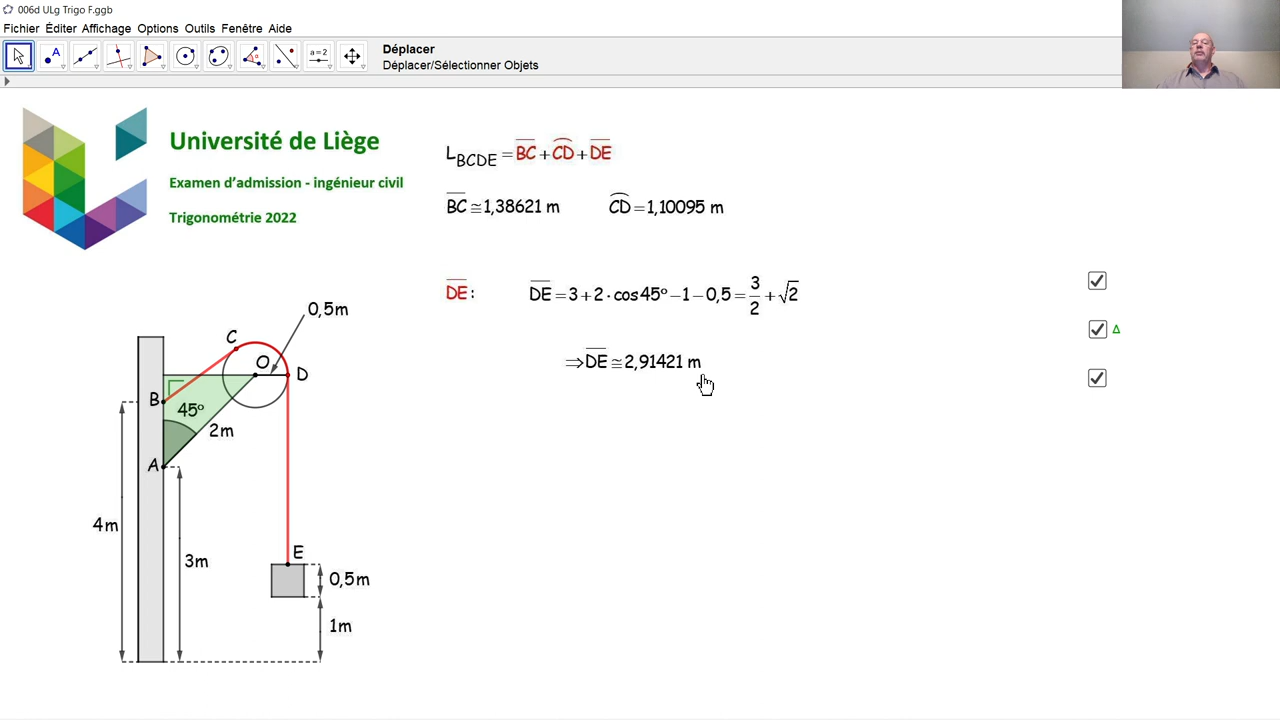 006d ULg Trigo F.ggb
Fichier Éditer Affichage Options Outils Fenêtre Aide
A
a=2
Déplacer
Déplacer/Sélectionner Objets
Université de Liège
Examen d'admission - ingénieur civil
Trigonométrie 2022
L_BCDE = BC + CD + DE
BC ≅ 1,38621 m CD = 1,10095 m
DE : DE = 3 + 2 · cos 45° − 1 − 0,5 = 3/2 + √2
Δ
⇒ DE ≅ 2,91421 m
0,5m
C
O
D
B
45°
2m
A
4m
3m
E
0,5m
1m